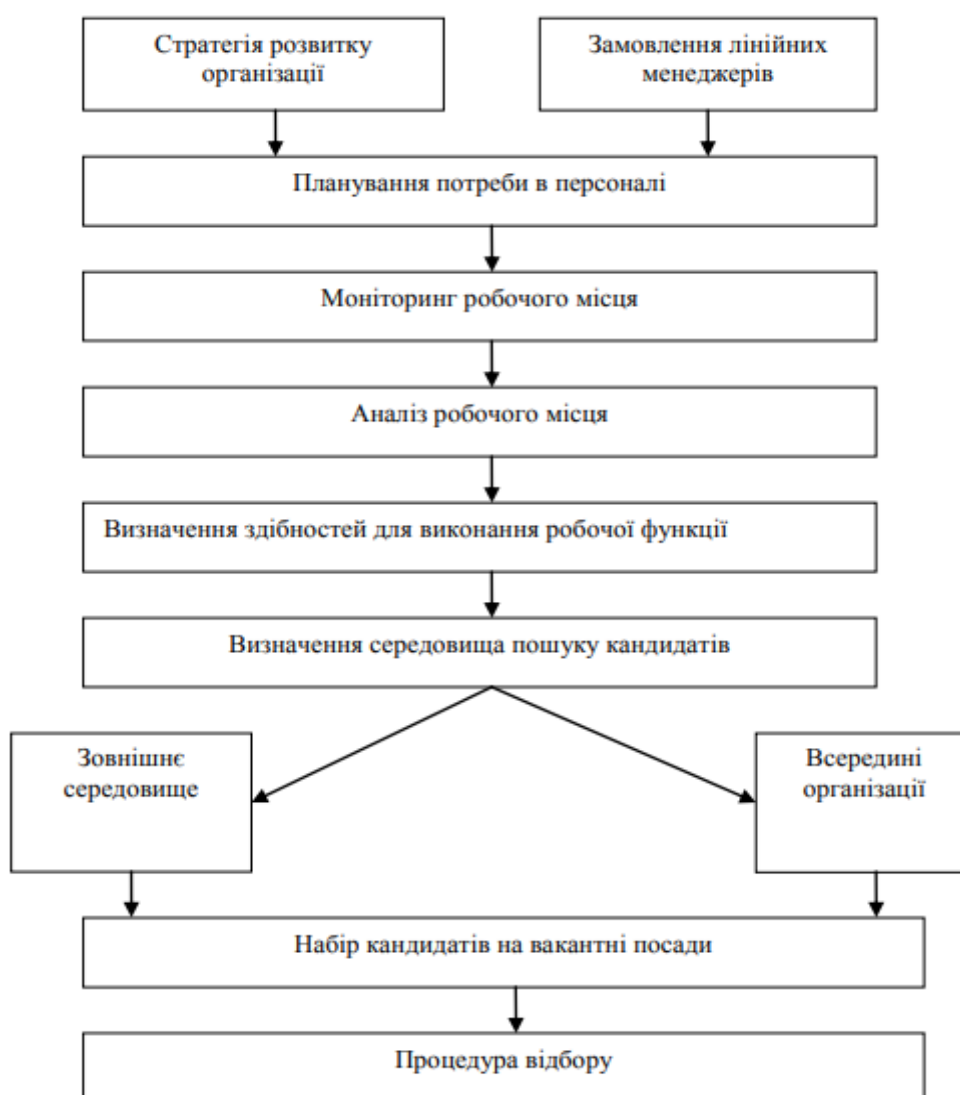 Стратегія розвитку
організації
Замовлення лінійних
менеджерів
Планування потреби в персоналі
Моніторинг робочого місця
Аналіз робочого місця
Визначення здібностей для виконання робочої функції
Визначення середовища пошуку кандидатів
Зовнішнє
середовище
Всередині
організації
Набір кандидатів на вакантні посади
Процедура відбору